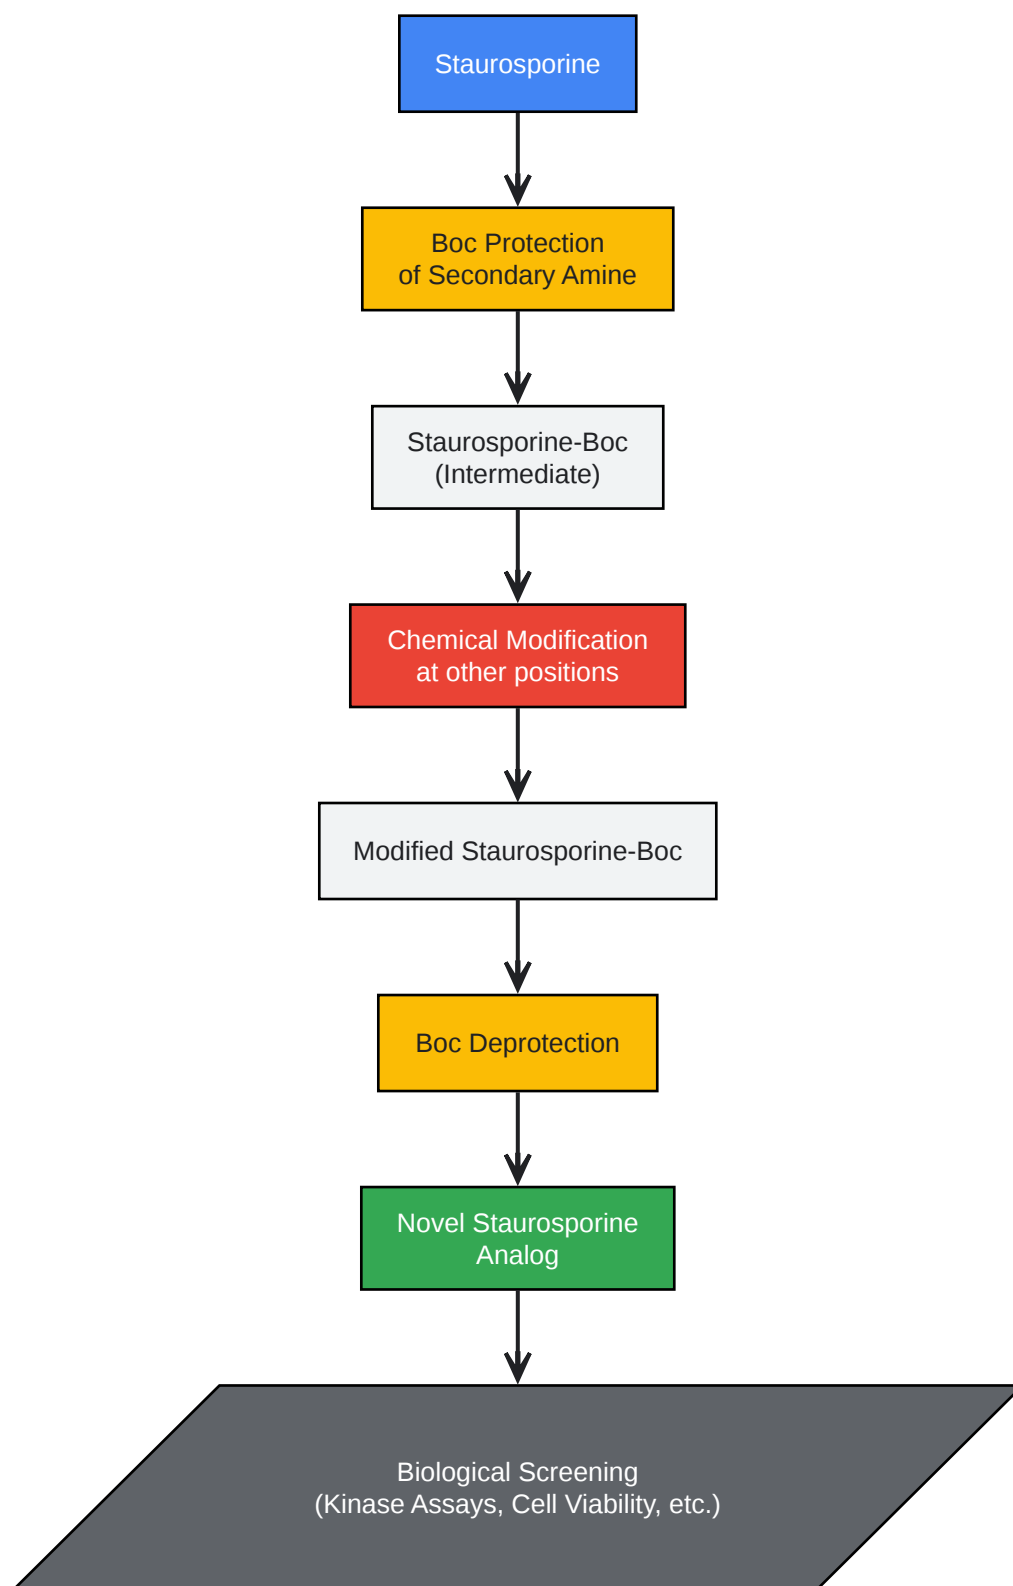 Staurosporine
Boc Protection
of Secondary Amine
Staurosporine-Boc
(Intermediate)
Chemical Modification
at other positions
Modified Staurosporine-Boc
Boc Deprotection
Novel Staurosporine
Analog
Biological Screening
(Kinase Assays, Cell Viability, etc.)